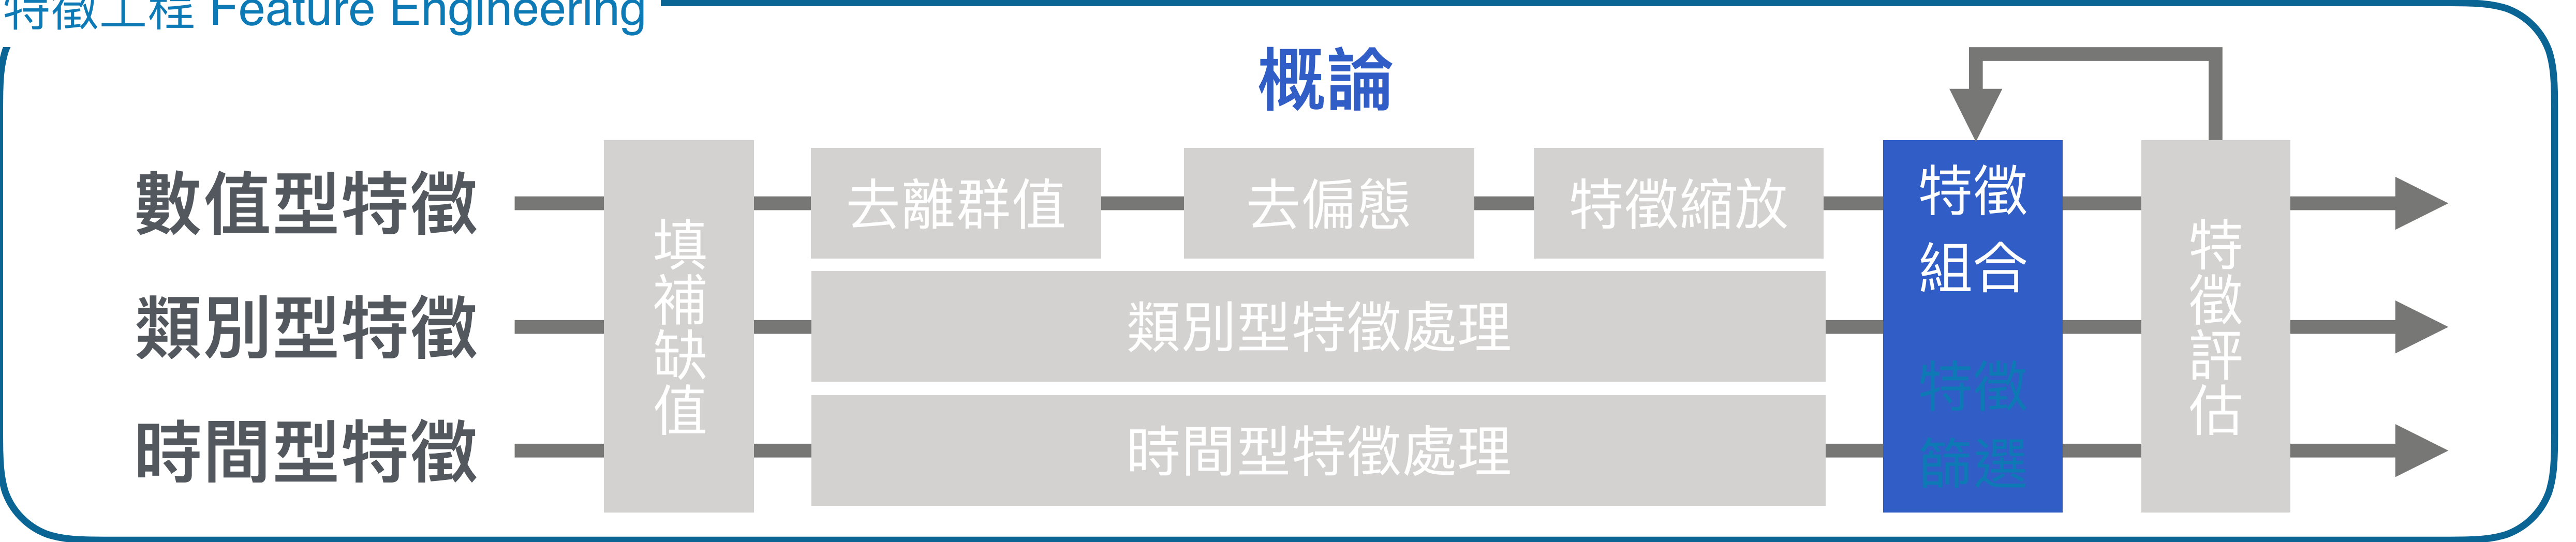 特徵工程 Feature Engineering
概論
數值型特徵
類別型特徵
時間型特徵
填補缺值
去離群值
去偏態
特徵縮放
類別型特徵處理
時間型特徵處理
特徵
組合
特徵
篩選
特徵評估